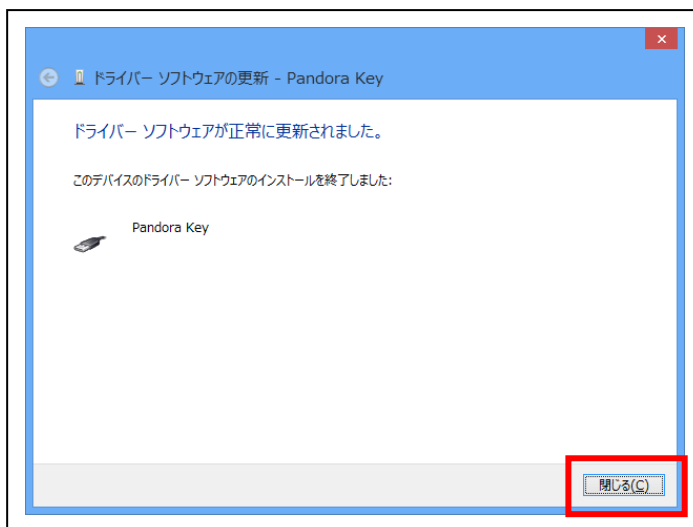 ドライバー ソフトウェアの更新 - Pandora Key
ドライバー ソフトウェアが正常に更新されました。
このデバイスのドライバー ソフトウェアのインストールを終了しました:
Pandora Key
閉じる(C)